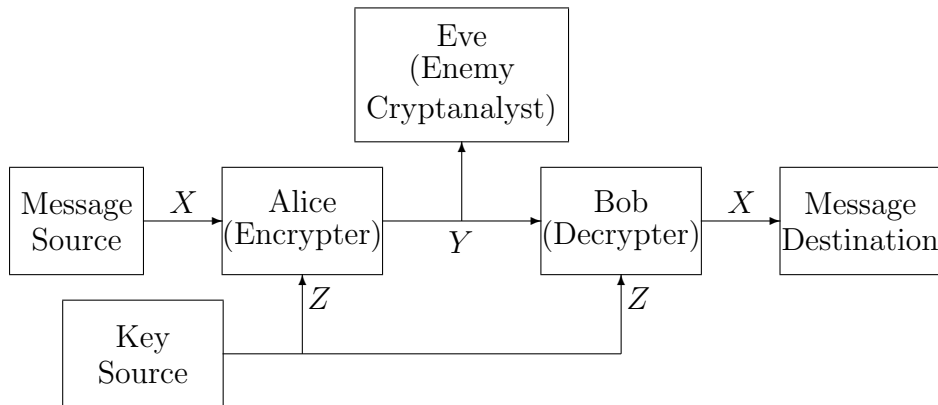 Eve
(Enemy
Cryptanalyst)
Message
Source
X
Alice
(Encrypter)
Y
Bob
(Decrypter)
X
Message
Destination
Z
Z
Key
Source